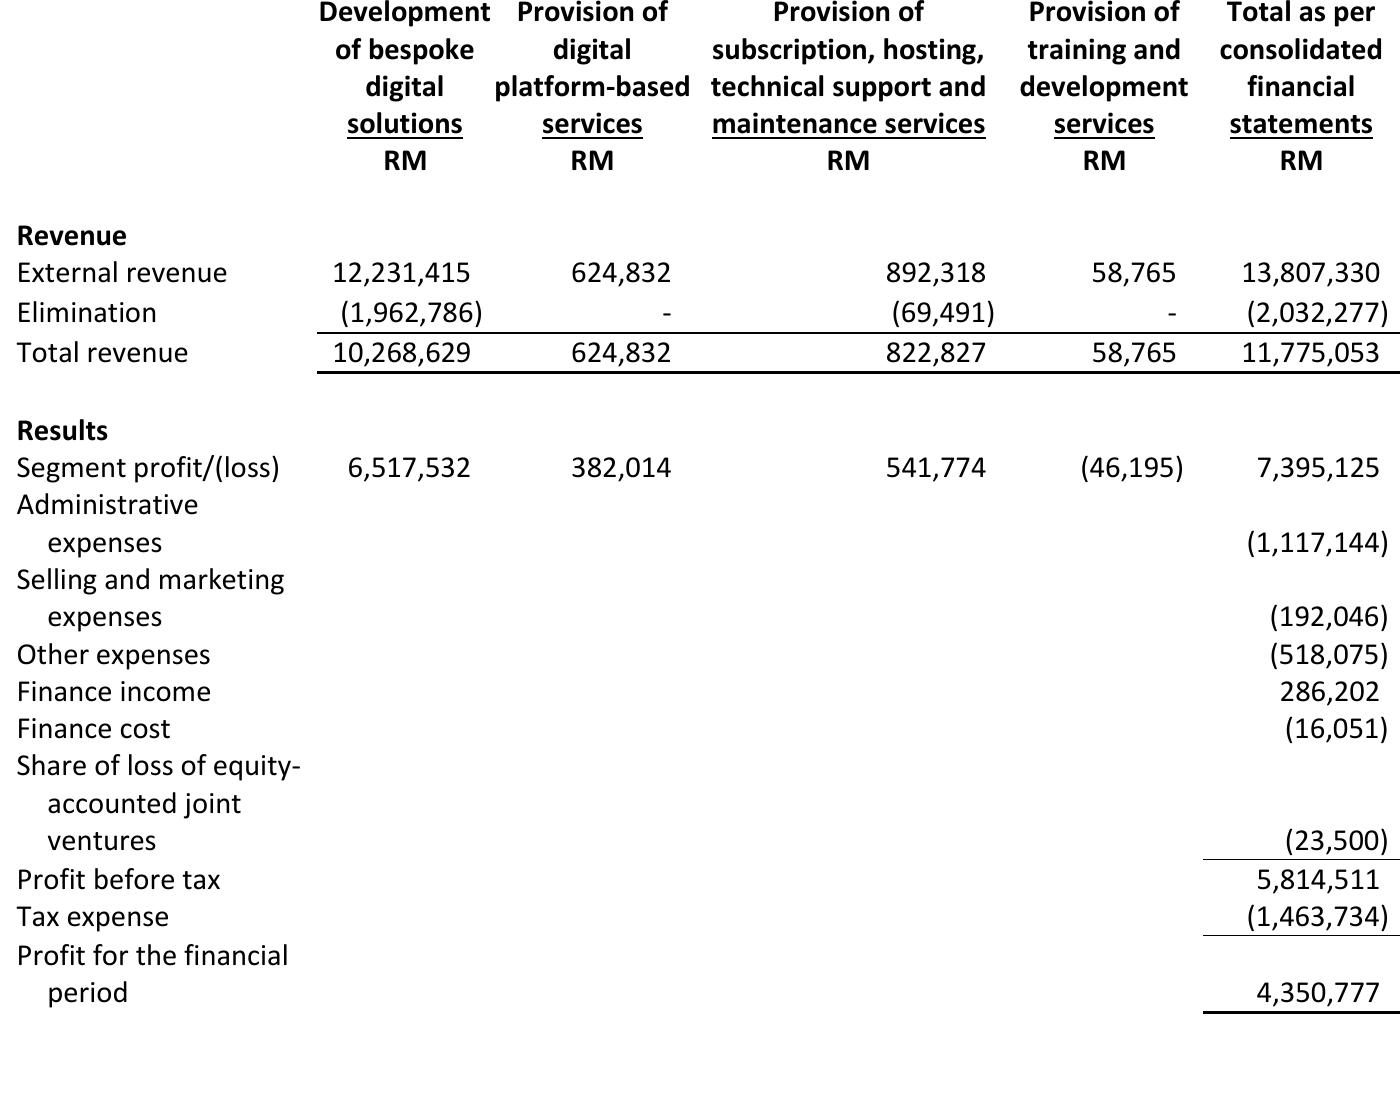 Development Provision of Provision of Provision of Total as per
of bespoke digital subscription, hosting, training and consolidated
digital platform-based technical support and development financial
solutions services maintenance services services statements
RM RM RM RM RM
Revenue
External revenue 12,231,415 624,832 892,318 58,765 13,807,330
Elimination (1,962,786) - (69,491) - (2,032,277)
Total revenue 10,268,629 624,832 822,827 58,765 11,775,053
Results
Segment profit/(loss) 6,517,532 382,014 541,774 (46,195) 7,395,125
Administrative
expenses (1,117,144)
Selling and marketing
expenses (192,046)
Other expenses (518,075)
Finance income 286,202
Finance cost (16,051)
Share of loss of equity-
accounted joint
ventures (23,500)
Profit before tax 5,814,511
Tax expense (1,463,734)
Profit for the financial
period 4,350,777